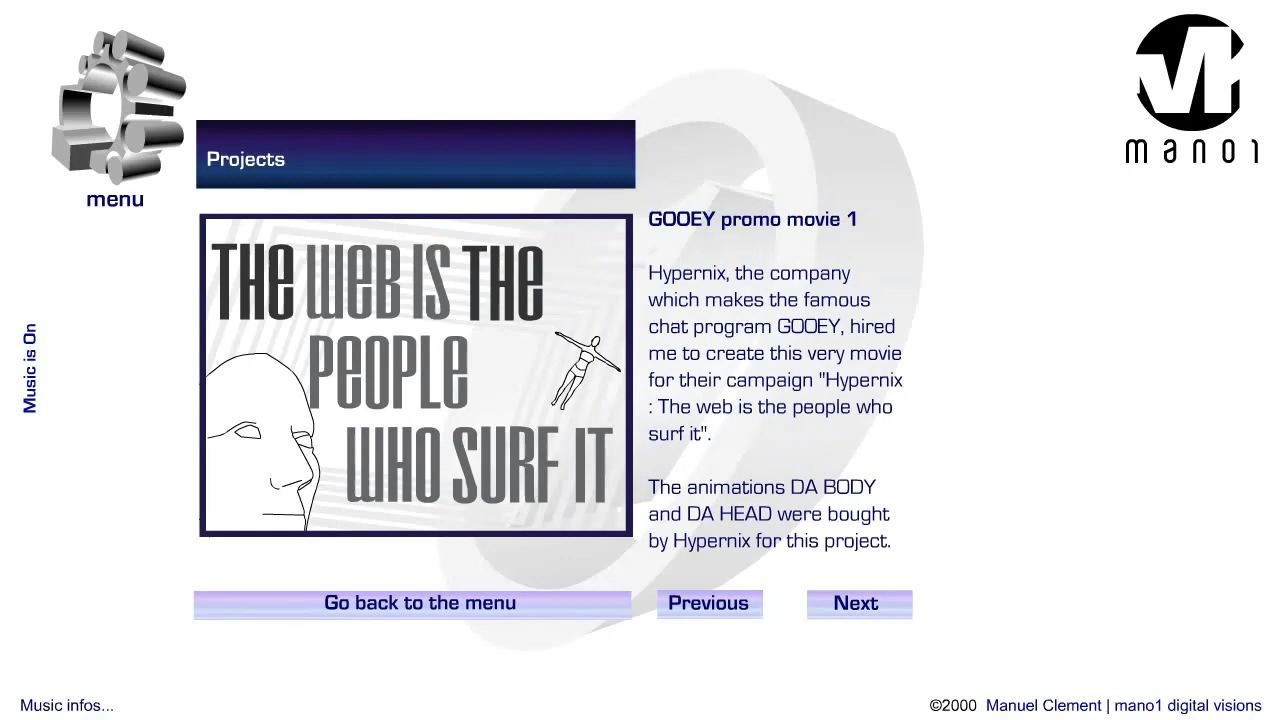 mano1
Projects
menu
GOOEY promo movie 1
THE WEB IS THE
PEOPLE
WHO SURF IT
Hypernix, the company
which makes the famous
chat program GOOEY, hired
me to create this very movie
for their campaign "Hypernix
: The web is the people who
surf it".
The animations DA BODY
and DA HEAD were bought
by Hypernix for this project.
Music is On
Go back to the menu
Previous
Next
Music infos...
©2000 Manuel Clement | mano1 digital visions